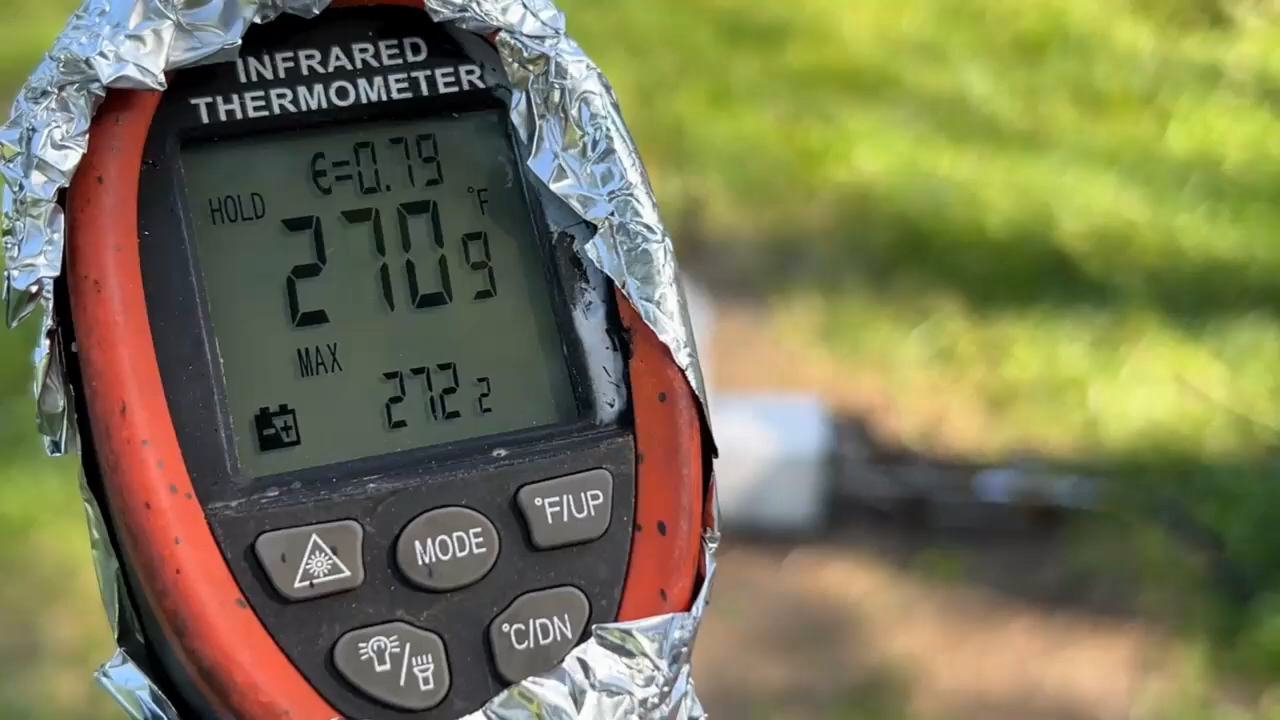 INFRARED
THERMOMETER
ϵ=0.79
HOLD
°F
2709
MAX
2722
MODE
°F/UP
°C/DN